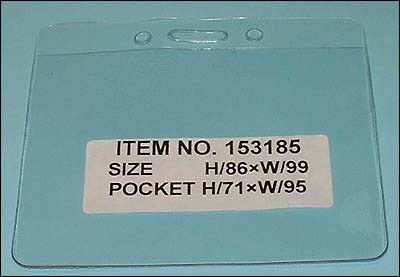 ITEM NO. 153185
SIZE H/86×W/99
POCKET H/71×W/95